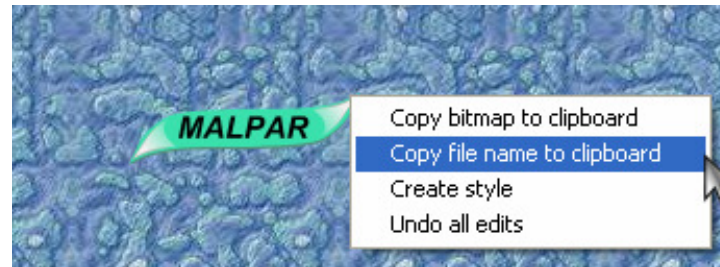 MALPAR
Copy bitmap to clipboard
Copy file name to clipboard
Create style
Undo all edits